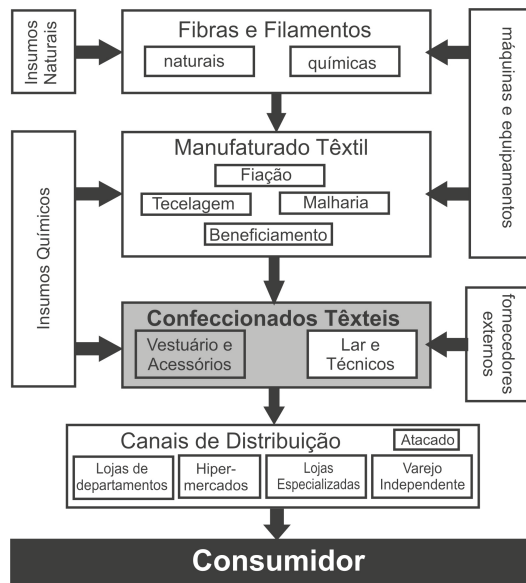 Insumos
Naturais
Fibras e Filamentos
naturais
químicas
máquinas e equipamentos
Insumos Químicos
Manufaturado Têxtil
Fiação
Tecelagem
Malharia
Beneficiamento
Confeccionados Têxteis
Vestuário e
Acessórios
Lar e
Técnicos
fornecedores
externos
Canais de Distribuição
Atacado
Lojas de
departamentos
Hiper-
mercados
Lojas
Especializadas
Varejo
Independente
Consumidor